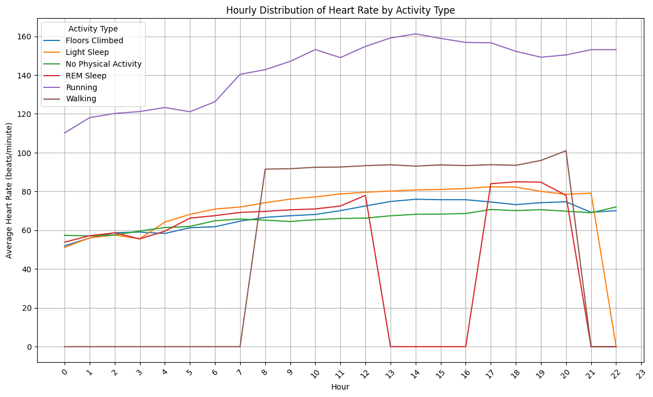 Hourly Distribution of Heart Rate by Activity Type
Activity Type
Floors Climbed
Light Sleep
No Physical Activity
REM Sleep
Running
Walking
Average Heart Rate (beats/minute)
160
140
120
100
80
60
40
20
0
0 1 2 3 4 5 6 7 8 9 10 11 12 13 14 15 16 17 18 19 20 21 22 23
Hour